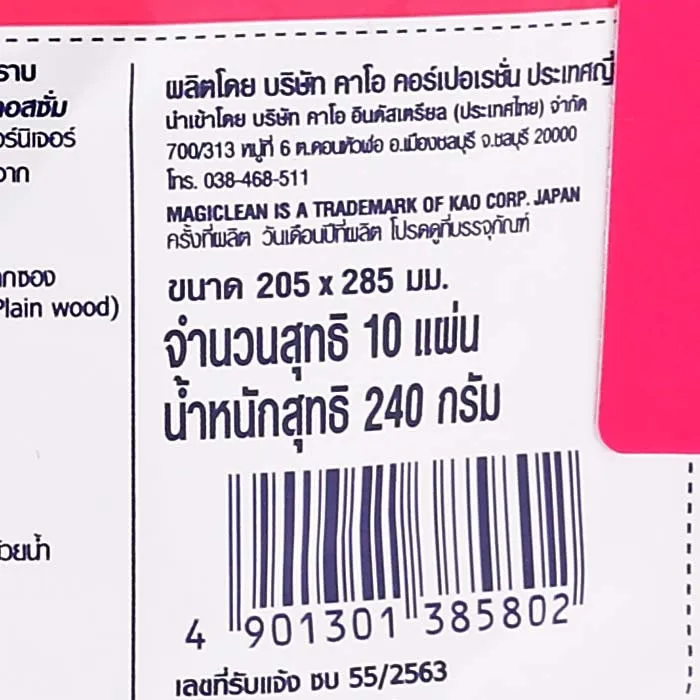 ราบ
อสซั่ม
อร์นิเจอร์
จาก
กของ
Plain wood)
ด้วยน้ำ
ผลิตโดย บริษัท คาโอ คอร์เปอเรชั่น ประเทศญี่
นำเข้าโดย บริษัท คาโอ อินดัสเตรียล (ประเทศไทย) จำกัด
700/313 หมู่ที่ 6 ต.ดอนหัวฬ่อ อ.เมืองชลบุรี จ.ชลบุรี 20000
โทร. 038-468-511
MAGICLEAN IS A TRADEMARK OF KAO CORP. JAPAN
ครั้งที่ผลิต วันเดือนปีที่ผลิต โปรดดูที่บรรจุภัณฑ์
ขนาด 205 x 285 มม.
จำนวนสุทธิ 10 แผ่น
น้ำหนักสุทธิ 240 กรัม
4 901301 385802
เลขที่รับแจ้ง ชบ 55/2563